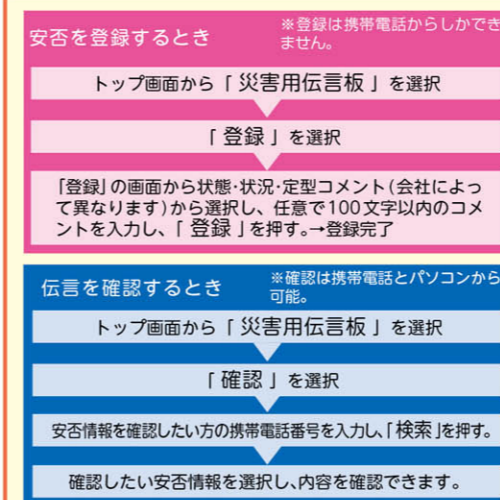 安否を登録するとき
※登録は携帯電話からしかでき
ません。
トップ画面から「 災害用伝言板 」を選択
「 登録 」を選択
「登録」の画面から状態・状況・定型コメント(会社によっ
て異なります)から選択し、任意で100文字以内のコメ
ントを入力し、「 登録 」を押す。→登録完了
伝言を確認するとき
※確認は携帯電話とパソコンから
可能。
トップ画面から「 災害用伝言板 」を選択
「 確認 」を選択
安否情報を確認したい方の携帯電話番号を入力し、「検索」を押す。
確認したい安否情報を選択し、内容を確認できます。